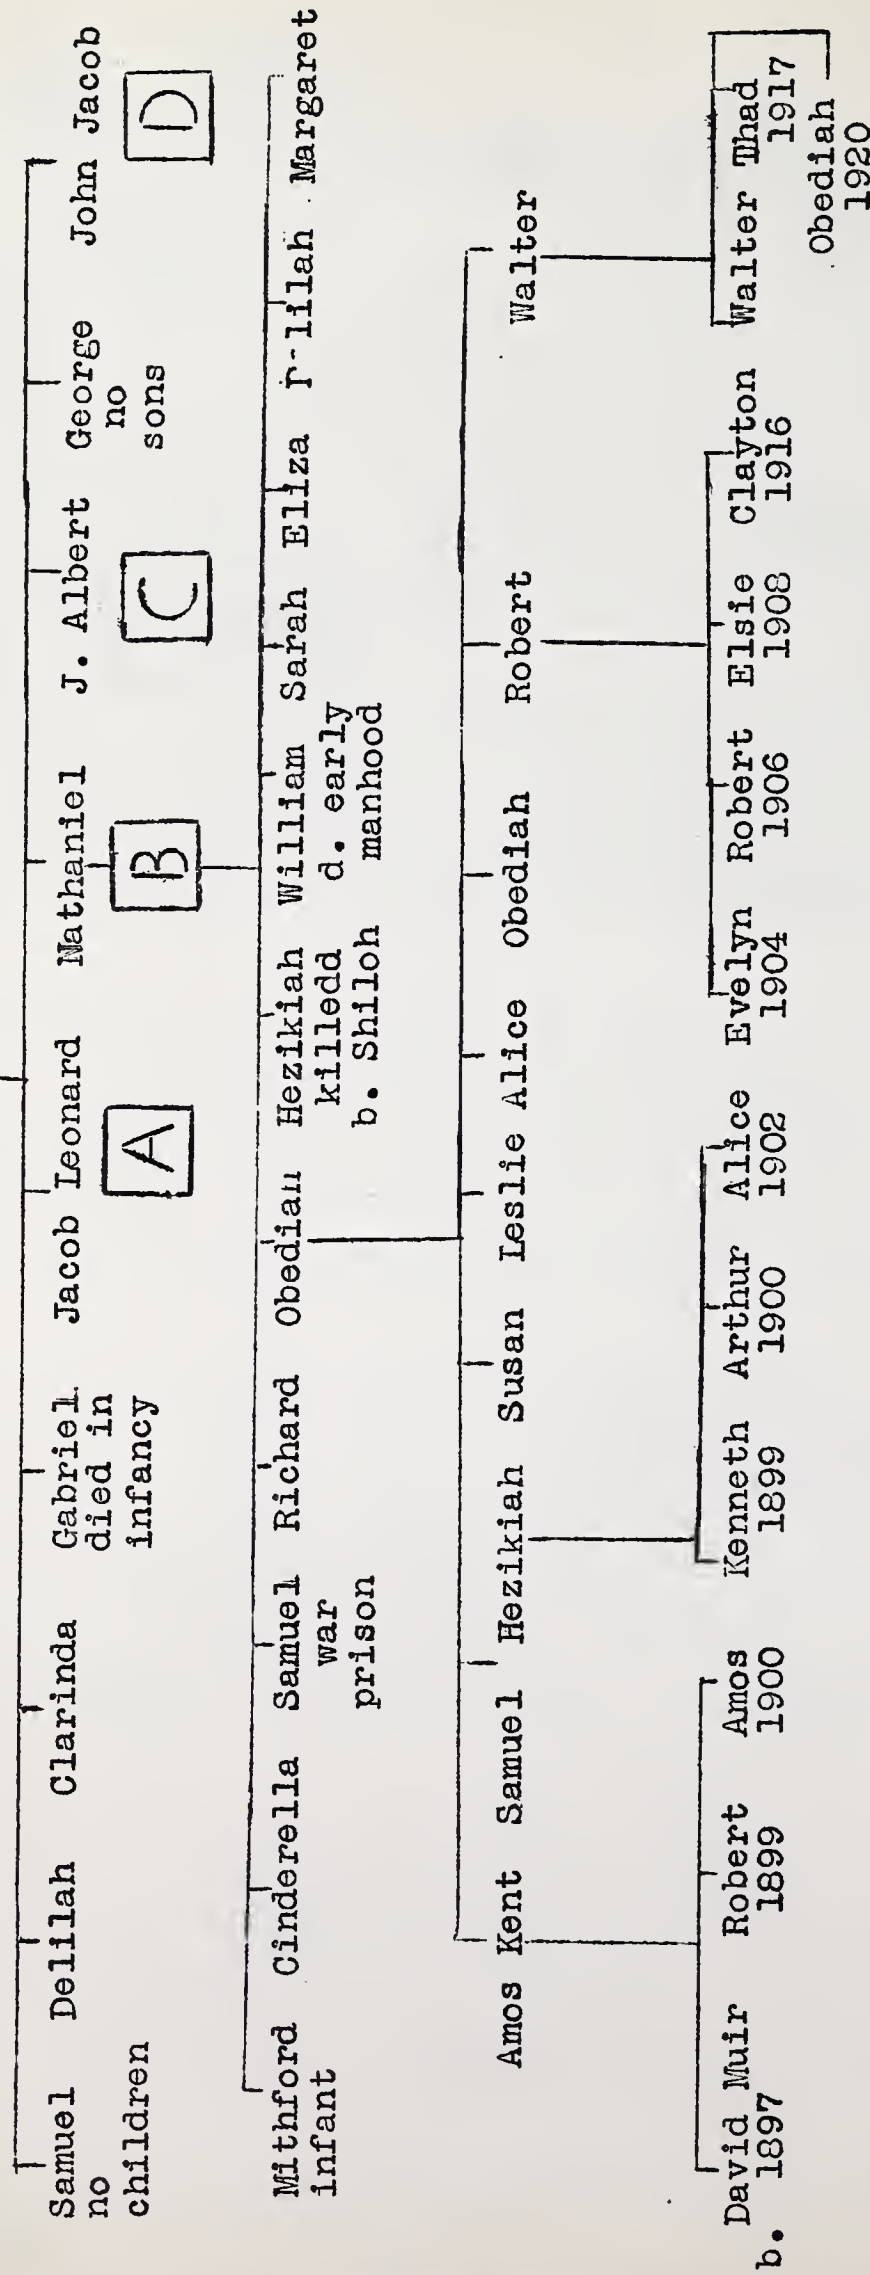 Samuel Delilah Clarinda Gabriel Jacob Leonard Nathaniel J. Albert George John Jacob
no died in no
children infancy sons
A B C D
Mithford Cinderella Samuel Richard Obediah Hezikiah William Sarah Eliza Margaret
infant war killedd d. early
prison b. Shiloh manhood
Amos Kent Samuel Hezikiah Susan Leslie Alice Obediah Robert Walter
David Muir Robert Amos Kenneth Arthur Alice Evelyn Robert Elsie Clayton Walter Thad
b. 1897 1899 1900 1899 1900 1902 1904 1906 1908 1916 1917
Obediah
1920